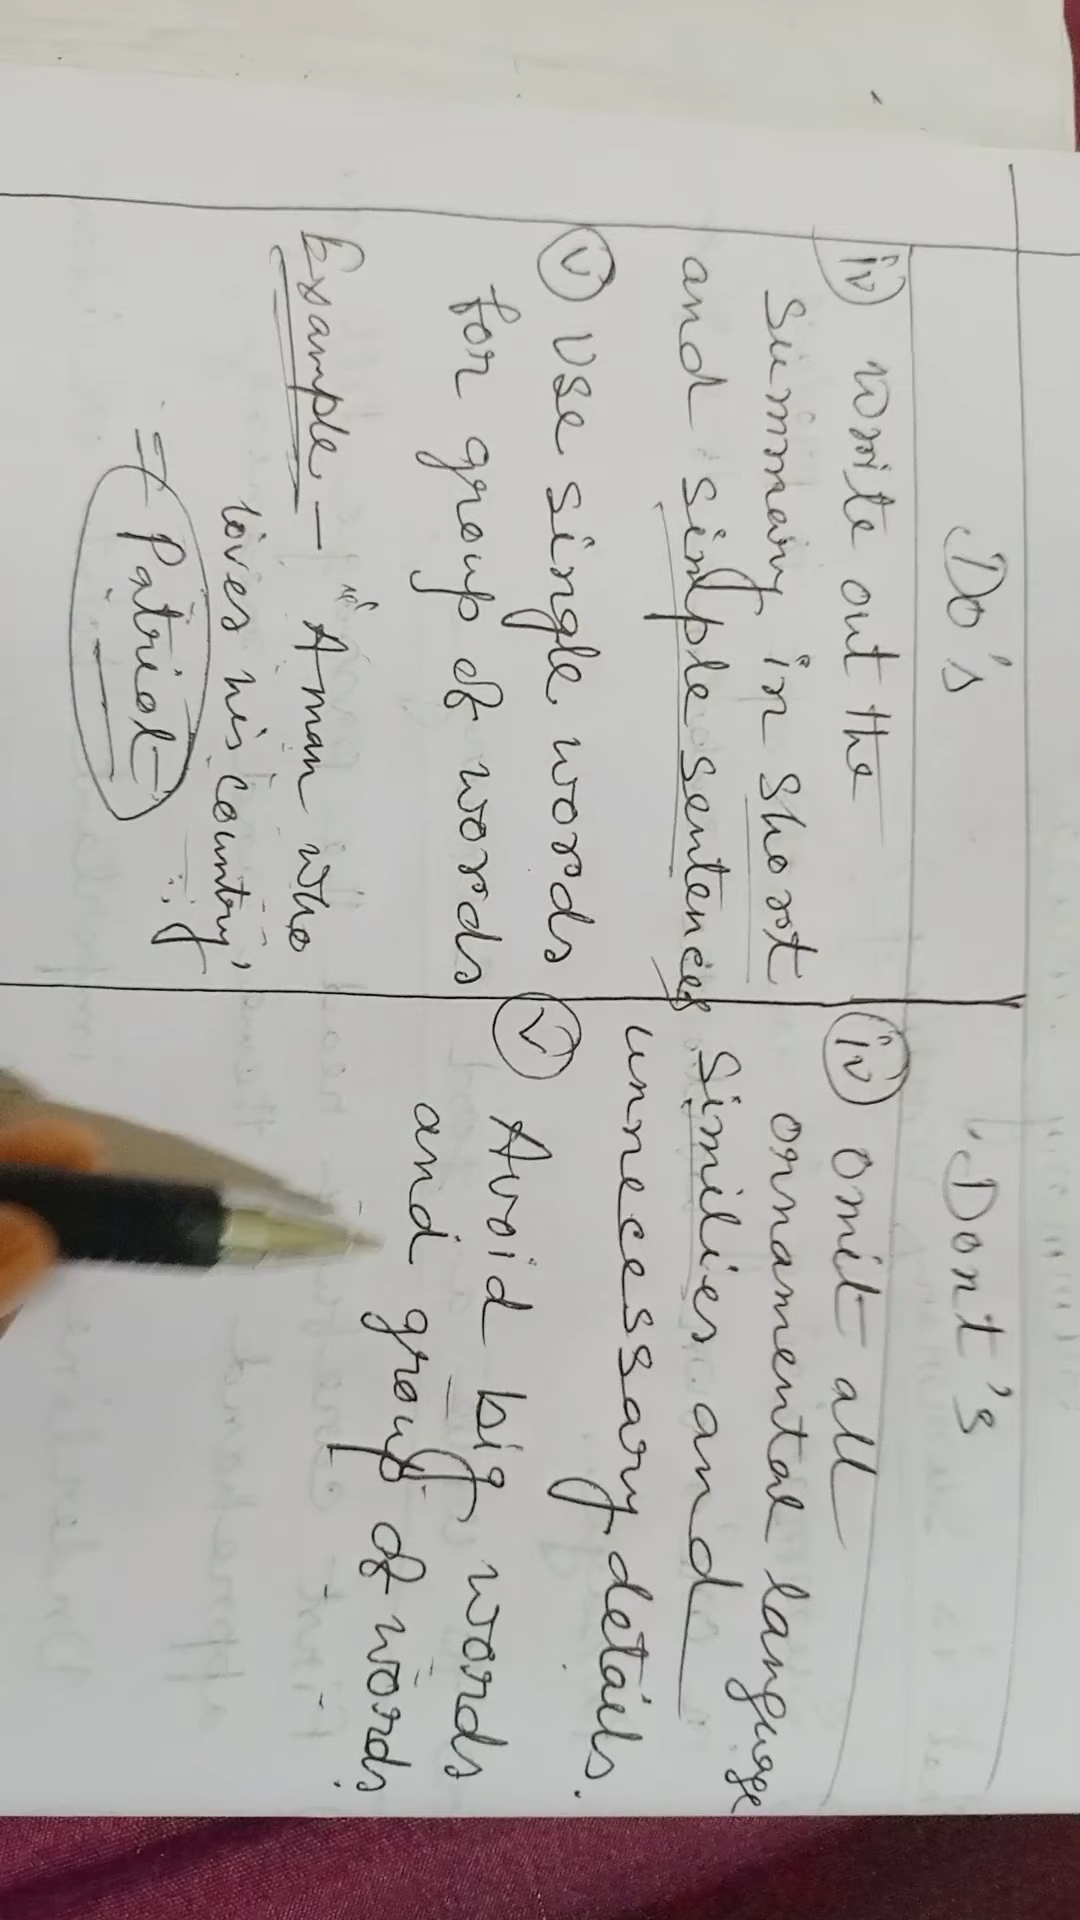 Do's
Dont's
iv) write out the
summary in short
and simple sentences
v) Use single words
for group of words
Example - "A man who
loves his country"
= Patriot
iv) omit all
ornamental language
Similies and
unnecessary details.
v) Avoid big words
and group of words.